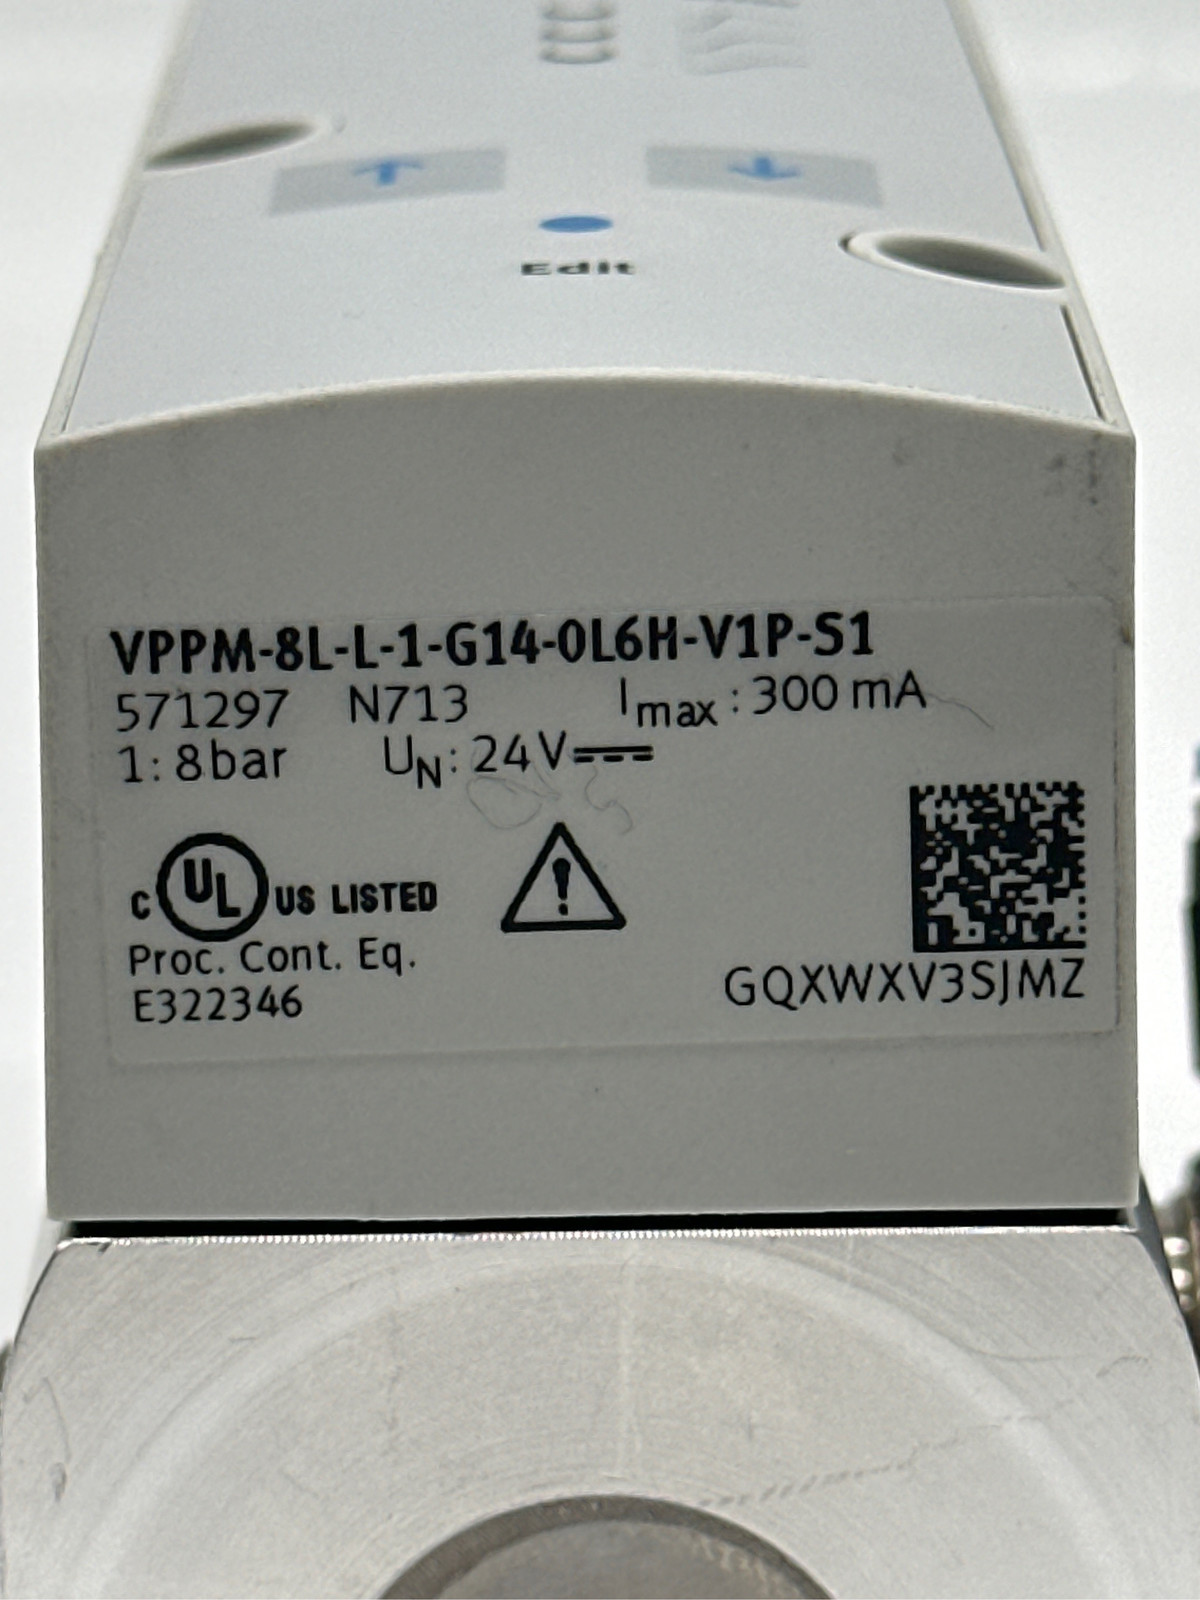 Edit
VPPM-8L-L-1-G14-0L6H-V1P-S1
571297 N713 Imax : 300 mA
1: 8bar UN: 24V
c UL US LISTED
Proc. Cont. Eq.
E322346
GQXWXV3SJMZ